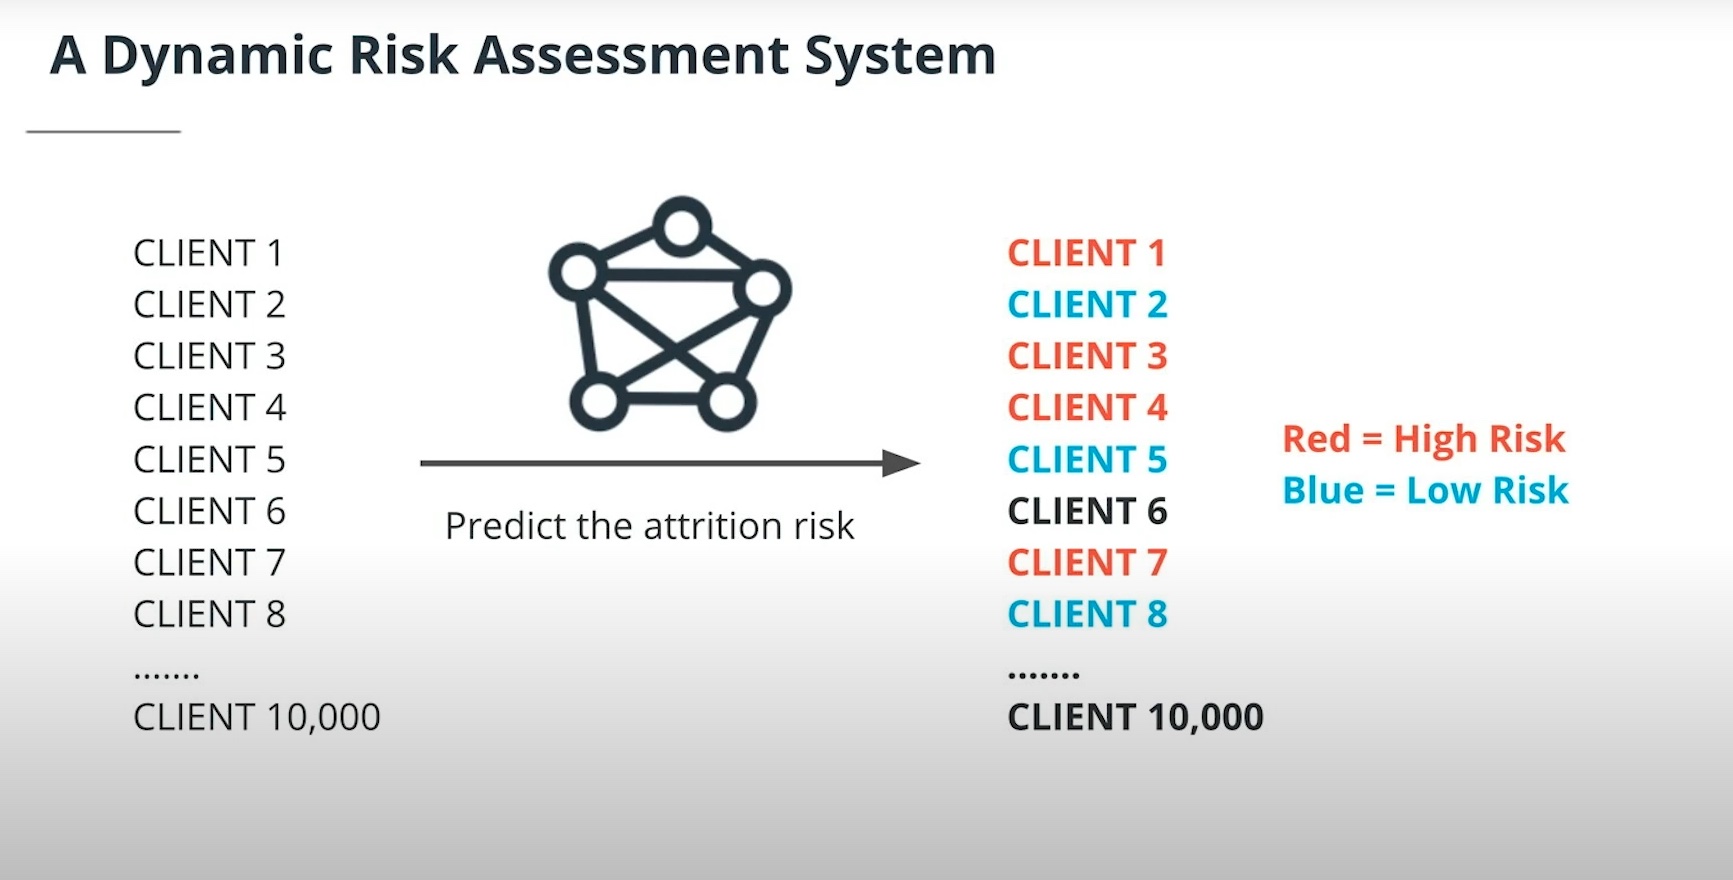 A Dynamic Risk Assessment System
CLIENT 1
CLIENT 2
CLIENT 3
CLIENT 4
CLIENT 5
CLIENT 6
CLIENT 7
CLIENT 8
.......
CLIENT 10,000
Predict the attrition risk
CLIENT 1
CLIENT 2
CLIENT 3
CLIENT 4
CLIENT 5
CLIENT 6
CLIENT 7
CLIENT 8
.......
CLIENT 10,000
Red = High Risk
Blue = Low Risk